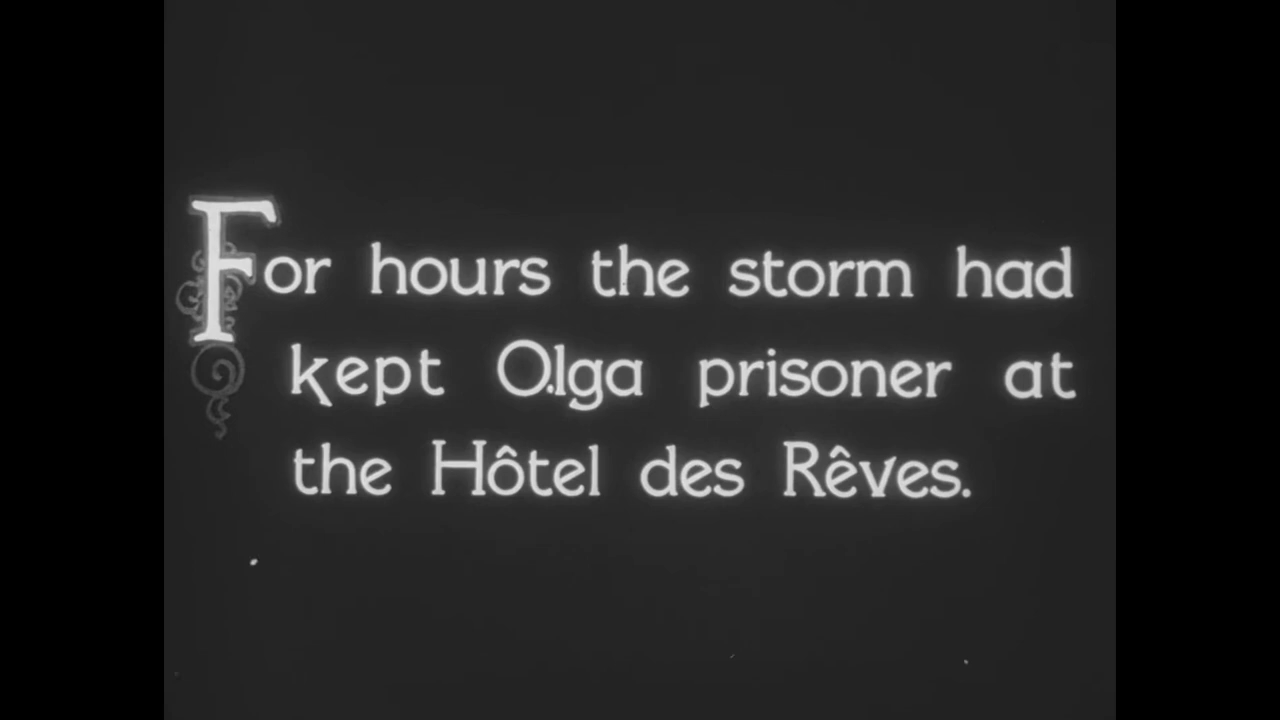 For hours the storm had
kept Olga prisoner at
the Hôtel des Rêves.